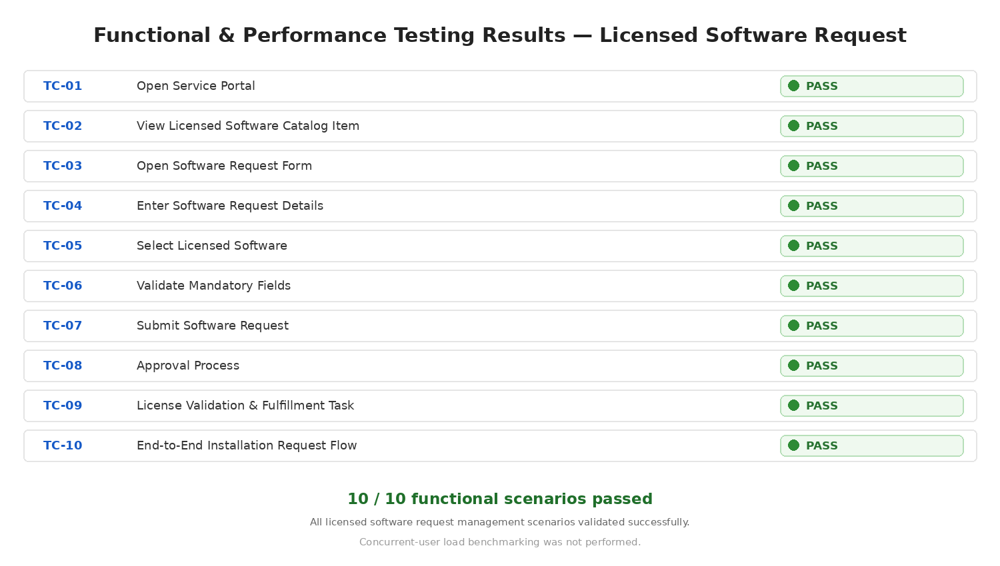 Functional & Performance Testing Results — Licensed Software Request
TC-01 Open Service Portal PASS
TC-02 View Licensed Software Catalog Item PASS
TC-03 Open Software Request Form PASS
TC-04 Enter Software Request Details PASS
TC-05 Select Licensed Software PASS
TC-06 Validate Mandatory Fields PASS
TC-07 Submit Software Request PASS
TC-08 Approval Process PASS
TC-09 License Validation & Fulfillment Task PASS
TC-10 End-to-End Installation Request Flow PASS
10 / 10 functional scenarios passed
All licensed software request management scenarios validated successfully.
Concurrent-user load benchmarking was not performed.